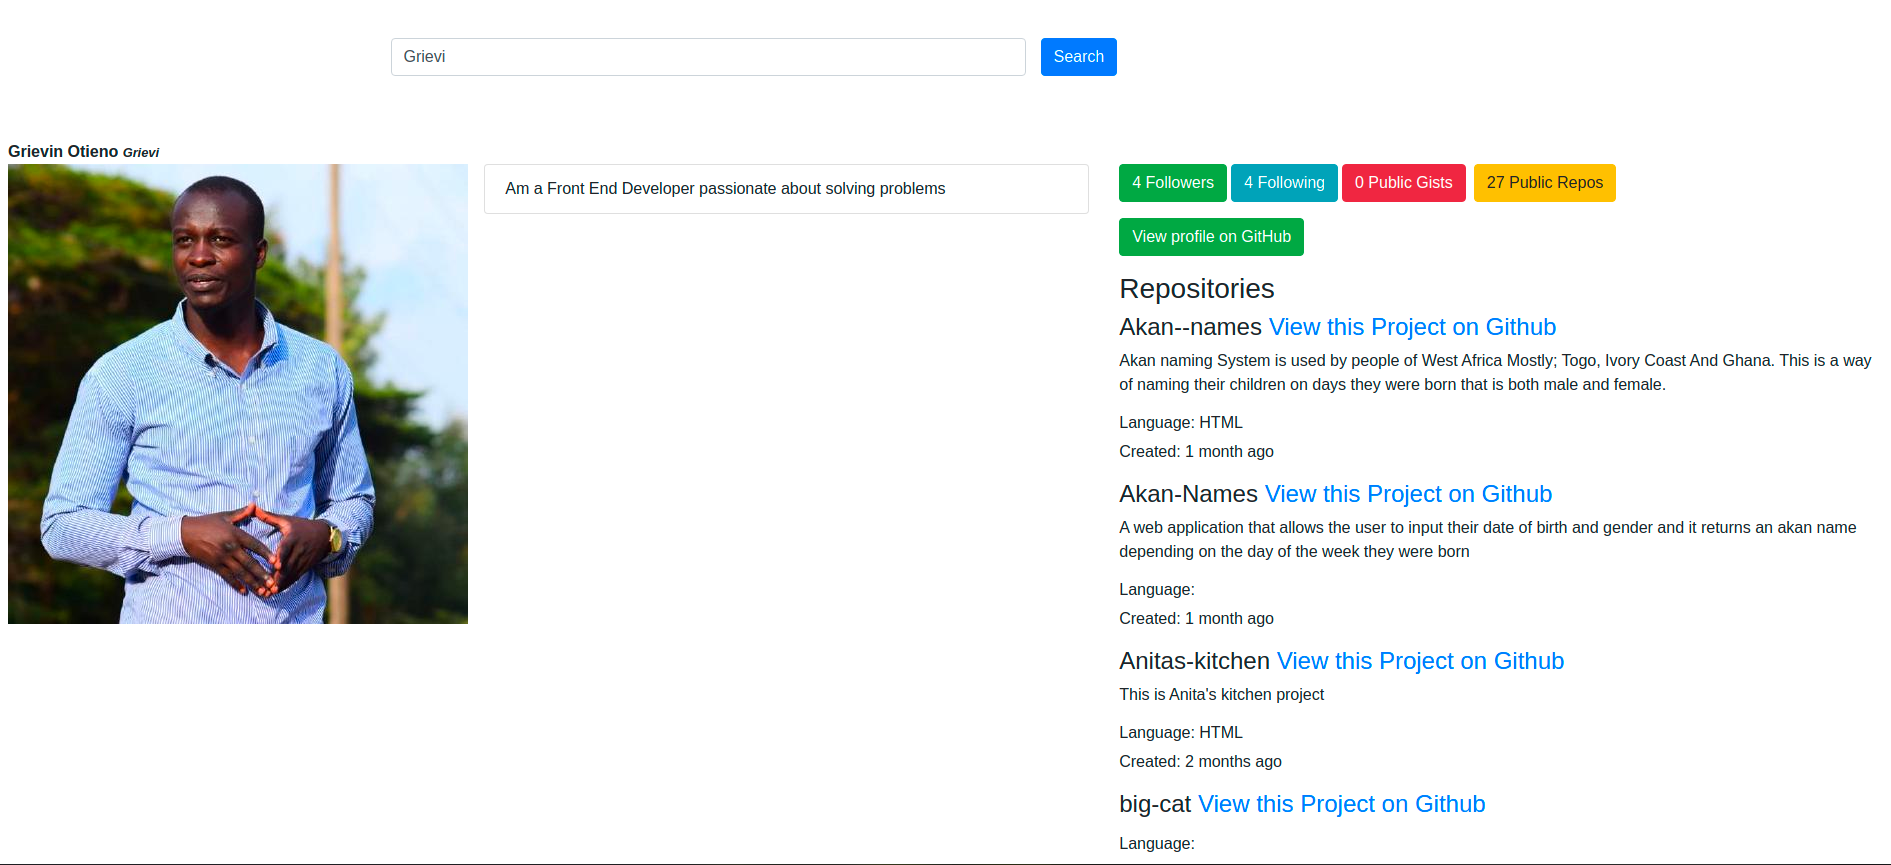 Grievi
Search
Grievin Otieno Grievi
Am a Front End Developer passionate about solving problems
4 Followers
4 Following
0 Public Gists
27 Public Repos
View profile on GitHub
Repositories
Akan--names View this Project on Github
Akan naming System is used by people of West Africa Mostly; Togo, Ivory Coast And Ghana. This is a way
of naming their children on days they were born that is both male and female.
Language: HTML
Created: 1 month ago
Akan-Names View this Project on Github
A web application that allows the user to input their date of birth and gender and it returns an akan name
depending on the day of the week they were born
Language:
Created: 1 month ago
Anitas-kitchen View this Project on Github
This is Anita's kitchen project
Language: HTML
Created: 2 months ago
big-cat View this Project on Github
Language: